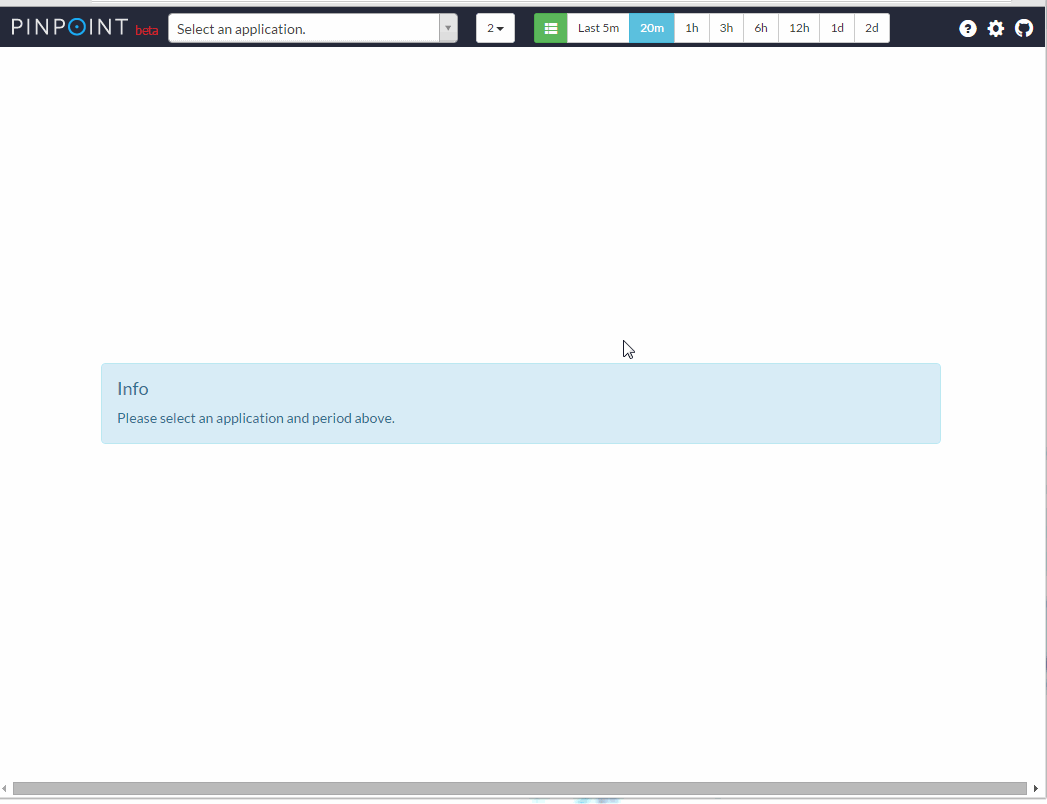 PINPOINT beta Select an application. 2 Last 5m 20m 1h 3h 6h 12h 1d 2d
Info
Please select an application and period above.